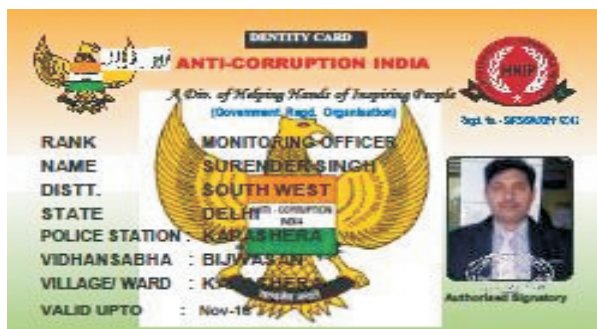 DENTITY CARD
ANTI-CORRUPTION INDIA
A Div. of Helping Hands of Inspiring People
(Government Regd. Organisation)
HHIP
Regd. No.
RANK : MONITORING OFFICER
NAME : SURENDER SINGH
DISTT. : SOUTH WEST
STATE : DELHI
ANTI - CORRUPTION
INDIA
POLICE STATION : KAPASHERA
VIDHANSABHA : BIJWASAN
VILLAGE/ WARD :
VALID UPTO :
Authorised Signatory